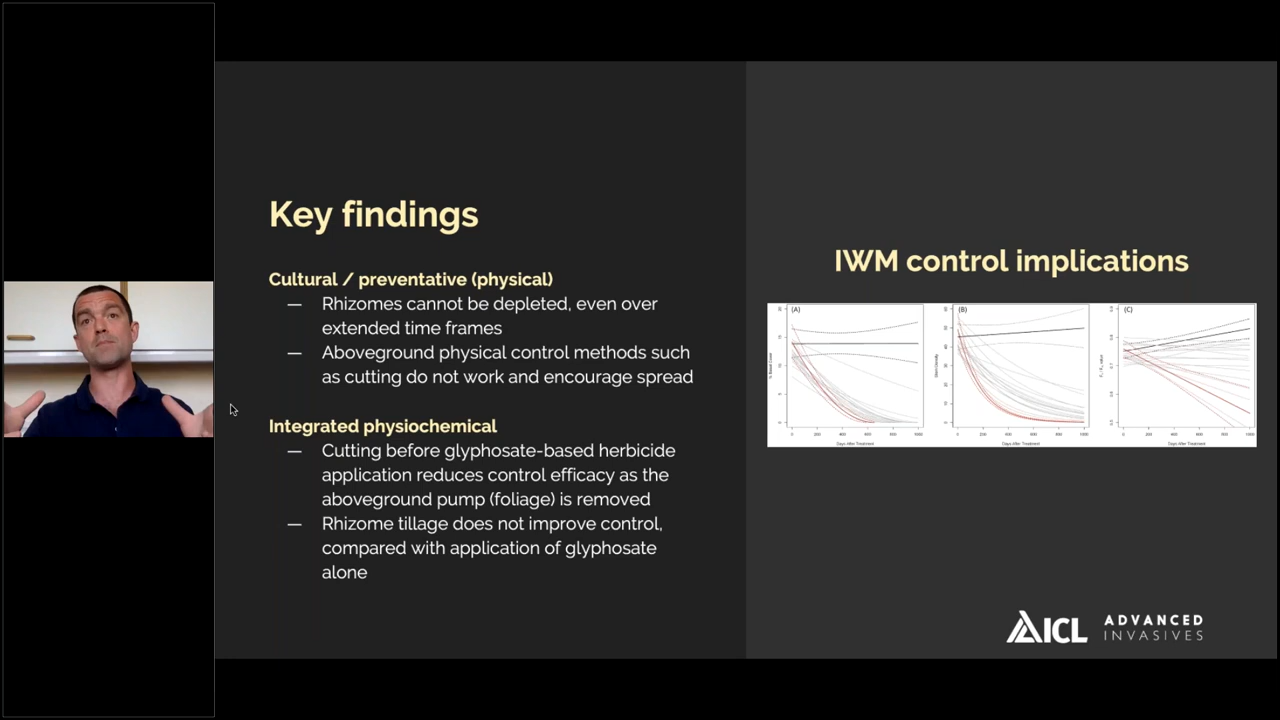 Key findings
Cultural / preventative (physical)
— Rhizomes cannot be depleted, even over
extended time frames
— Aboveground physical control methods such
as cutting do not work and encourage spread
Integrated physiochemical
— Cutting before glyphosate-based herbicide
application reduces control efficacy as the
aboveground pump (foliage) is removed
— Rhizome tillage does not improve control,
compared with application of glyphosate
alone
IWM control implications
(A) (B) (C)
Days After Treatment Days After Treatment Days After Treatment
AICL ADVANCED
INVASIVES